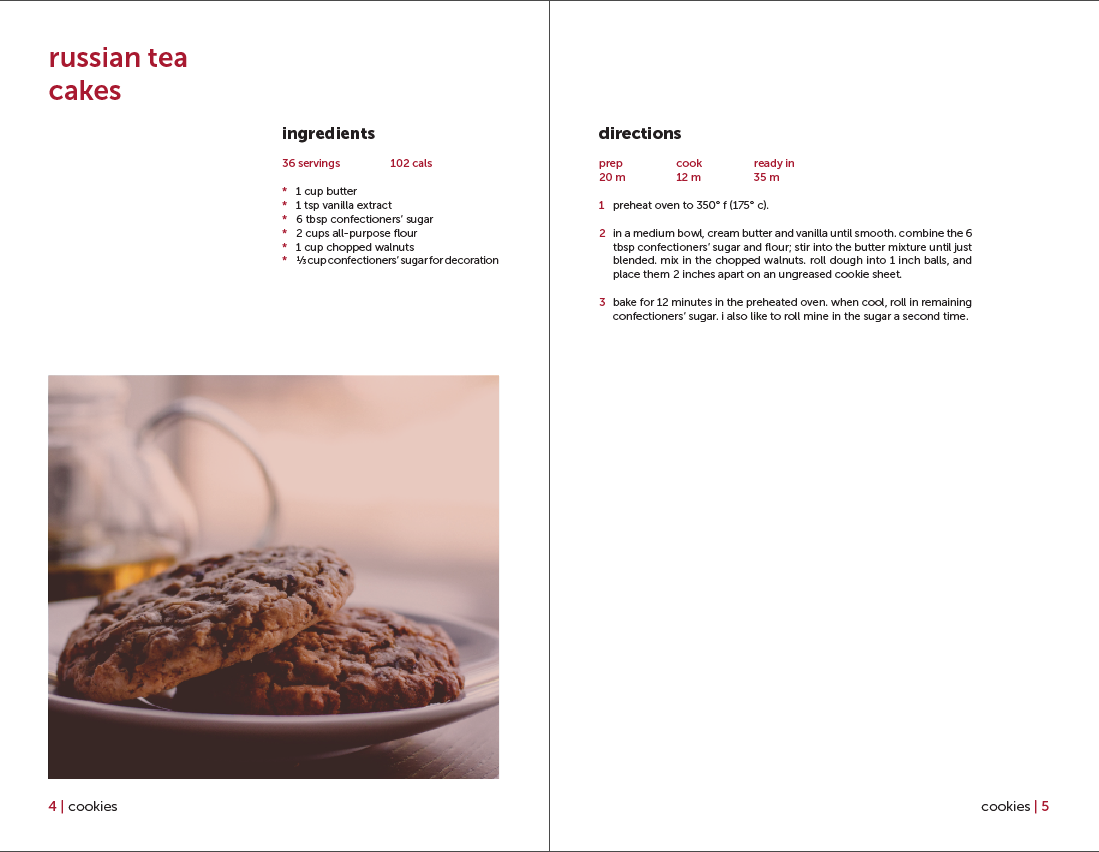 russian tea
cakes
ingredients
36 servings 102 cals
* 1 cup butter
* 1 tsp vanilla extract
* 6 tbsp confectioners’ sugar
* 2 cups all-purpose flour
* 1 cup chopped walnuts
* ⅓ cup confectioners’ sugar for decoration
4 | cookies
directions
prep cook ready in
20 m 12 m 35 m
1 preheat oven to 350° f (175° c).
2 in a medium bowl, cream butter and vanilla until smooth. combine the 6
tbsp confectioners’ sugar and flour; stir into the butter mixture until just
blended. mix in the chopped walnuts. roll dough into 1 inch balls, and
place them 2 inches apart on an ungreased cookie sheet.
3 bake for 12 minutes in the preheated oven. when cool, roll in remaining
confectioners’ sugar. i also like to roll mine in the sugar a second time.
cookies | 5